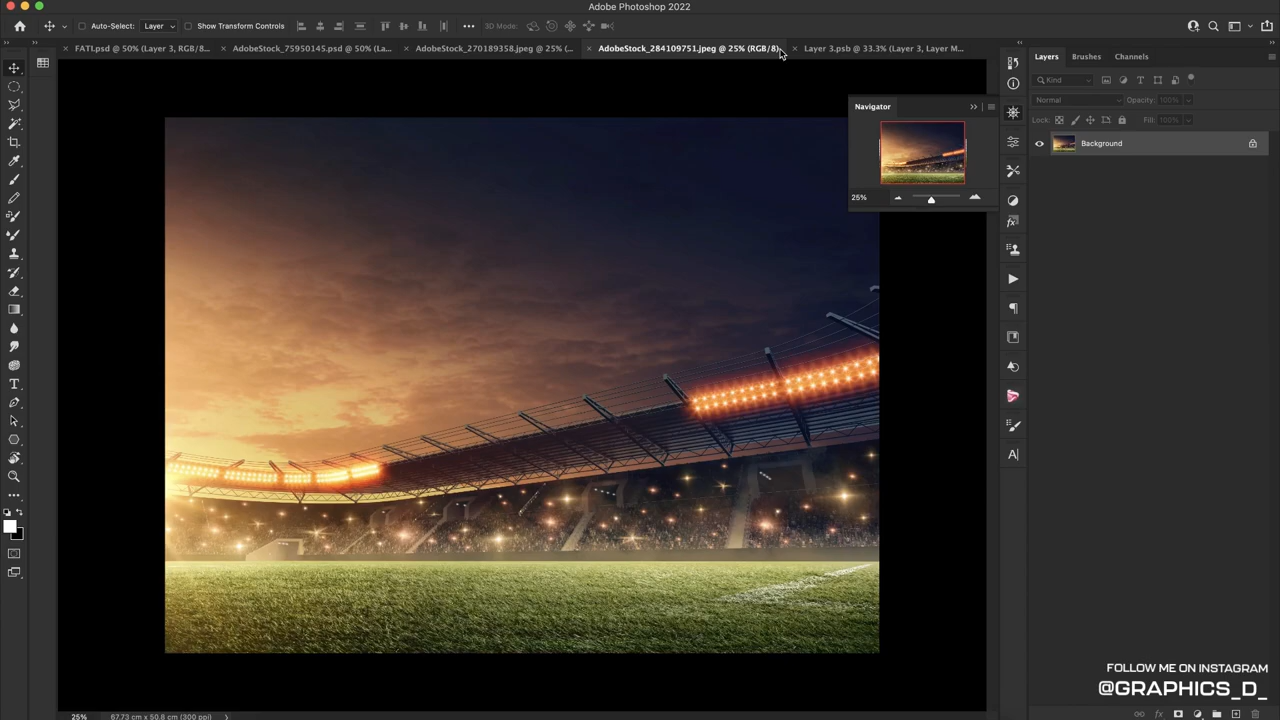 Adobe Photoshop 2022
Auto-Select: Layer Show Transform Controls 3D Mode:
FATI.psd @ 50% (Layer 3, RGB/8... AdobeStock_75950145.psd @ 50% (La... AdobeStock_270189358.jpeg @ 25% (... AdobeStock_284109751.jpeg @ 25% (RGB/8) Layer 3.psb @ 33.3% (Layer 3, Layer M...
Layers Brushes Channels
Kind
Normal Opacity: 100%
Lock: Fill: 100%
Background
Navigator
25%
25% 67.73 cm x 50.8 cm (300 ppi)
FOLLOW ME ON INSTAGRAM
@GRAPHICS_D_